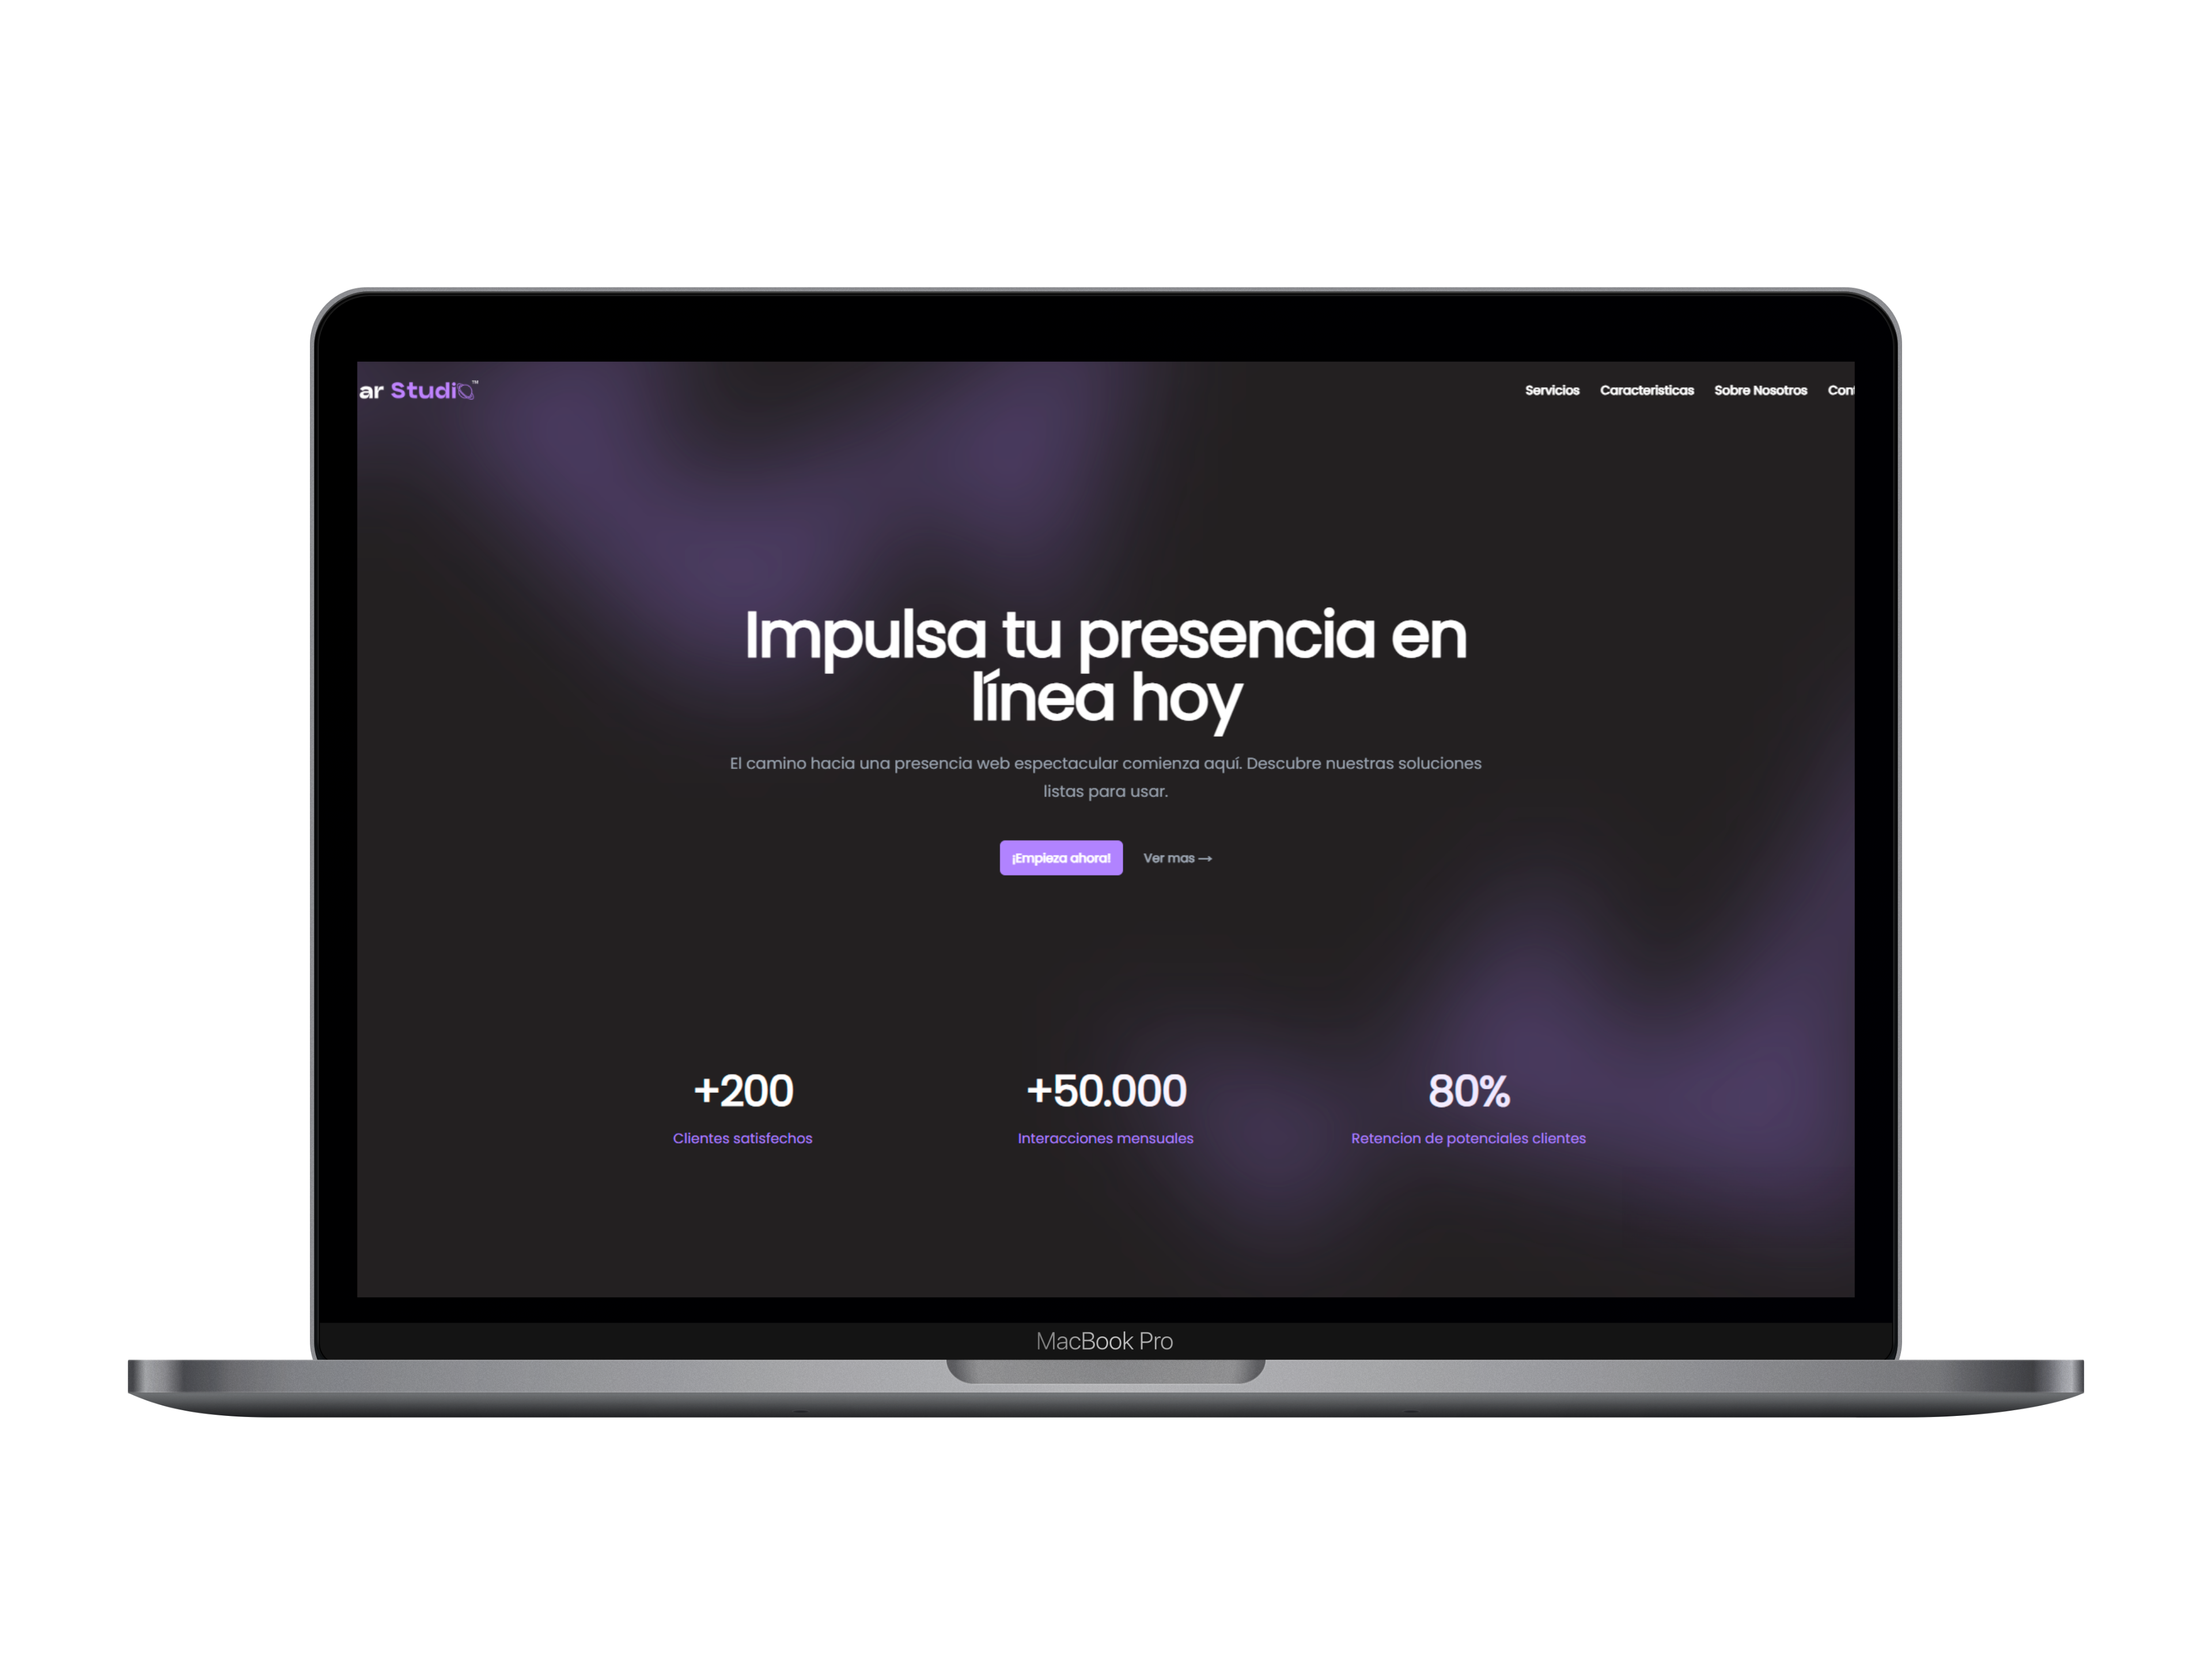 ar Studio™
Servicios Caracteristicas Sobre Nosotros Cont
Impulsa tu presencia en
línea hoy
El camino hacia una presencia web espectacular comienza aquí. Descubre nuestras soluciones
listas para usar.
¡Empieza ahora! Ver mas →
+200 +50.000 80%
Clientes satisfechos Interacciones mensuales Retencion de potenciales clientes
MacBook Pro